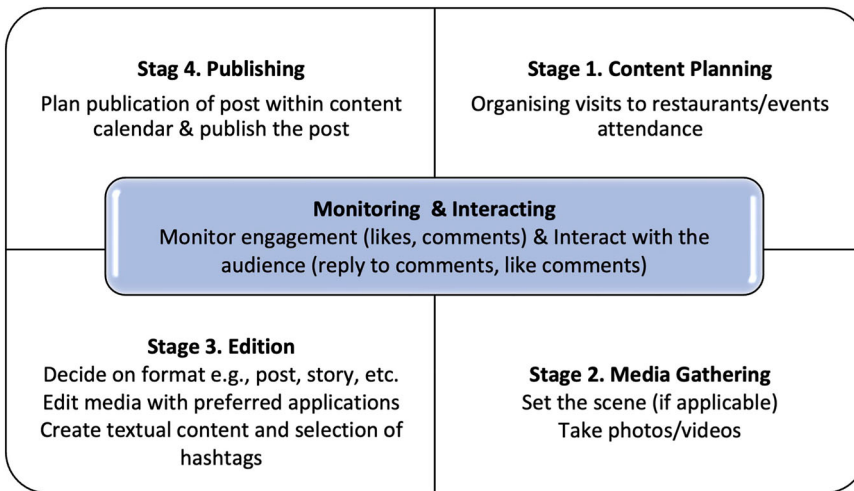 Stag 4. Publishing
Plan publication of post within content
calendar & publish the post
Stage 1. Content Planning
Organising visits to restaurants/events
attendance
Monitoring & Interacting
Monitor engagement (likes, comments) & Interact with the
audience (reply to comments, like comments)
Stage 3. Edition
Decide on format e.g., post, story, etc.
Edit media with preferred applications
Create textual content and selection of
hashtags
Stage 2. Media Gathering
Set the scene (if applicable)
Take photos/videos